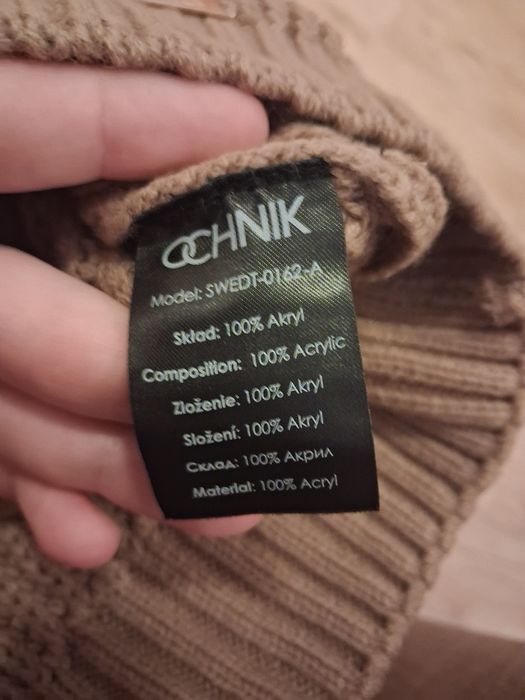 OCHNIK
Model: SWEDT-0162-A
Skład: 100% Akryl
Composition: 100% Acrylic
Zloženie: 100% Akryl
Složení: 100% Akryl
Склад: 100% Акрил
Material: 100% Acryl